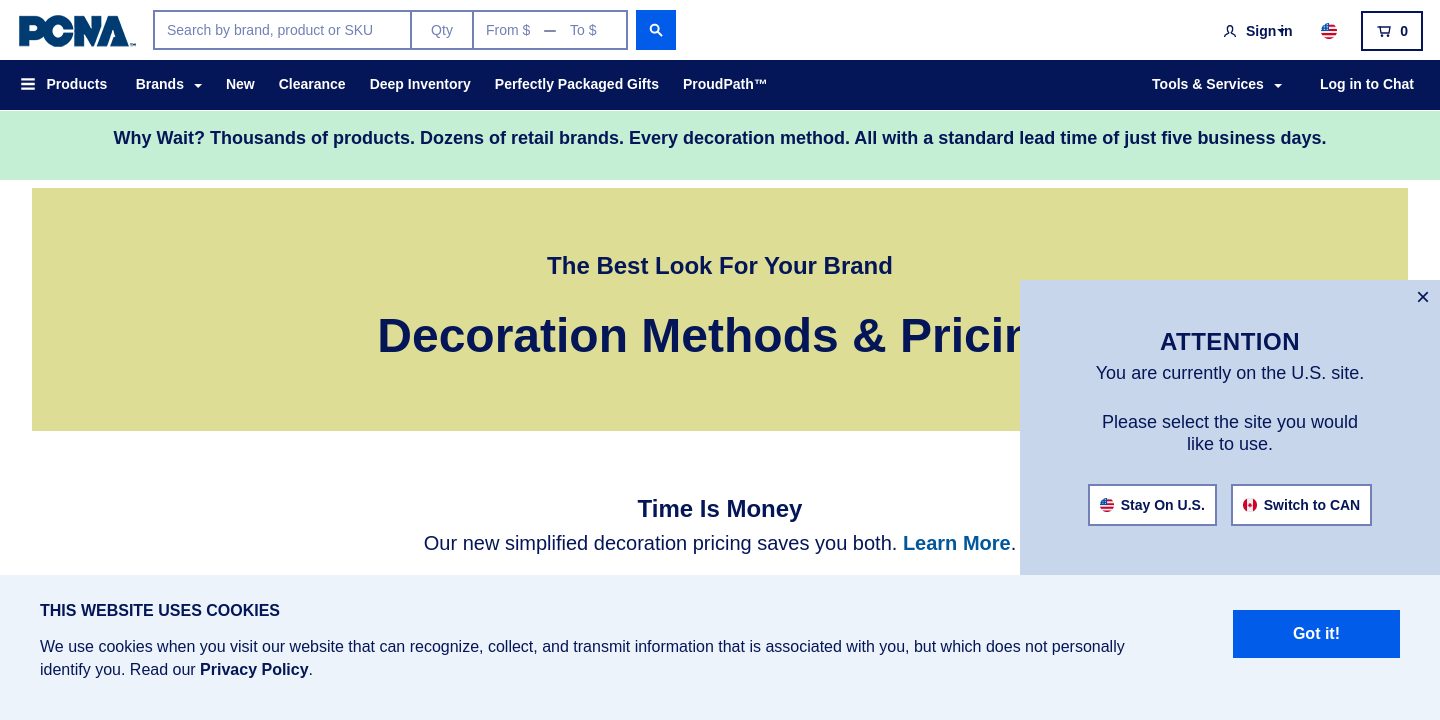 PCNA™
Search by brand, product or SKU
Qty
From $ — To $
Sign in
0
Products
Brands
New
Clearance
Deep Inventory
Perfectly Packaged Gifts
ProudPath™
Tools & Services
Log in to Chat
Why Wait? Thousands of products. Dozens of retail brands. Every decoration method. All with a standard lead time of just five business days.
The Best Look For Your Brand
Decoration Methods & Pricin
×
ATTENTION
You are currently on the U.S. site.
Please select the site you would
like to use.
Stay On U.S.
Switch to CAN
Time Is Money
Our new simplified decoration pricing saves you both. Learn More.
THIS WEBSITE USES COOKIES
We use cookies when you visit our website that can recognize, collect, and transmit information that is associated with you, but which does not personally
identify you. Read our Privacy Policy.
Got it!